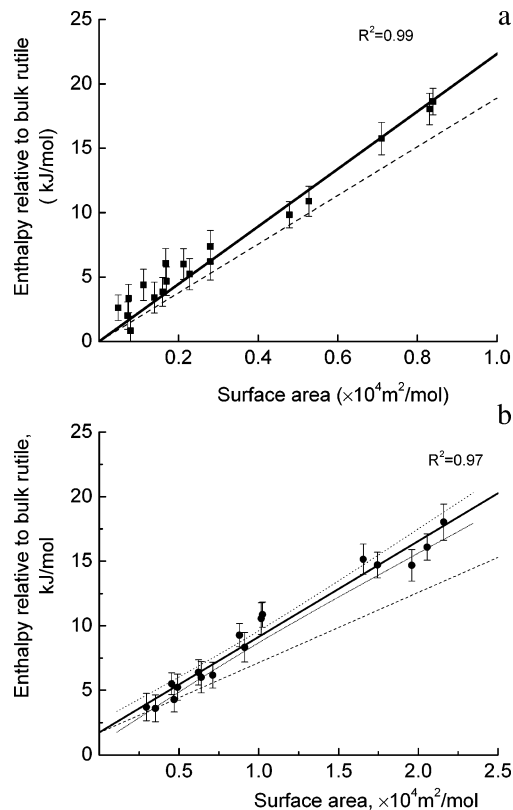 a
R²=0.99
25
20
15
10
5
0
Enthalpy relative to bulk rutile
( kJ/mol)
0.2 0.4 0.6 0.8 1.0
Surface area (×10⁴m²/mol)
b
R²=0.97
25
20
15
10
5
0
Enthalpy relative to bulk rutile,
kJ/mol
0.5 1.0 1.5 2.0 2.5
Surface area, ×10⁴m²/mol